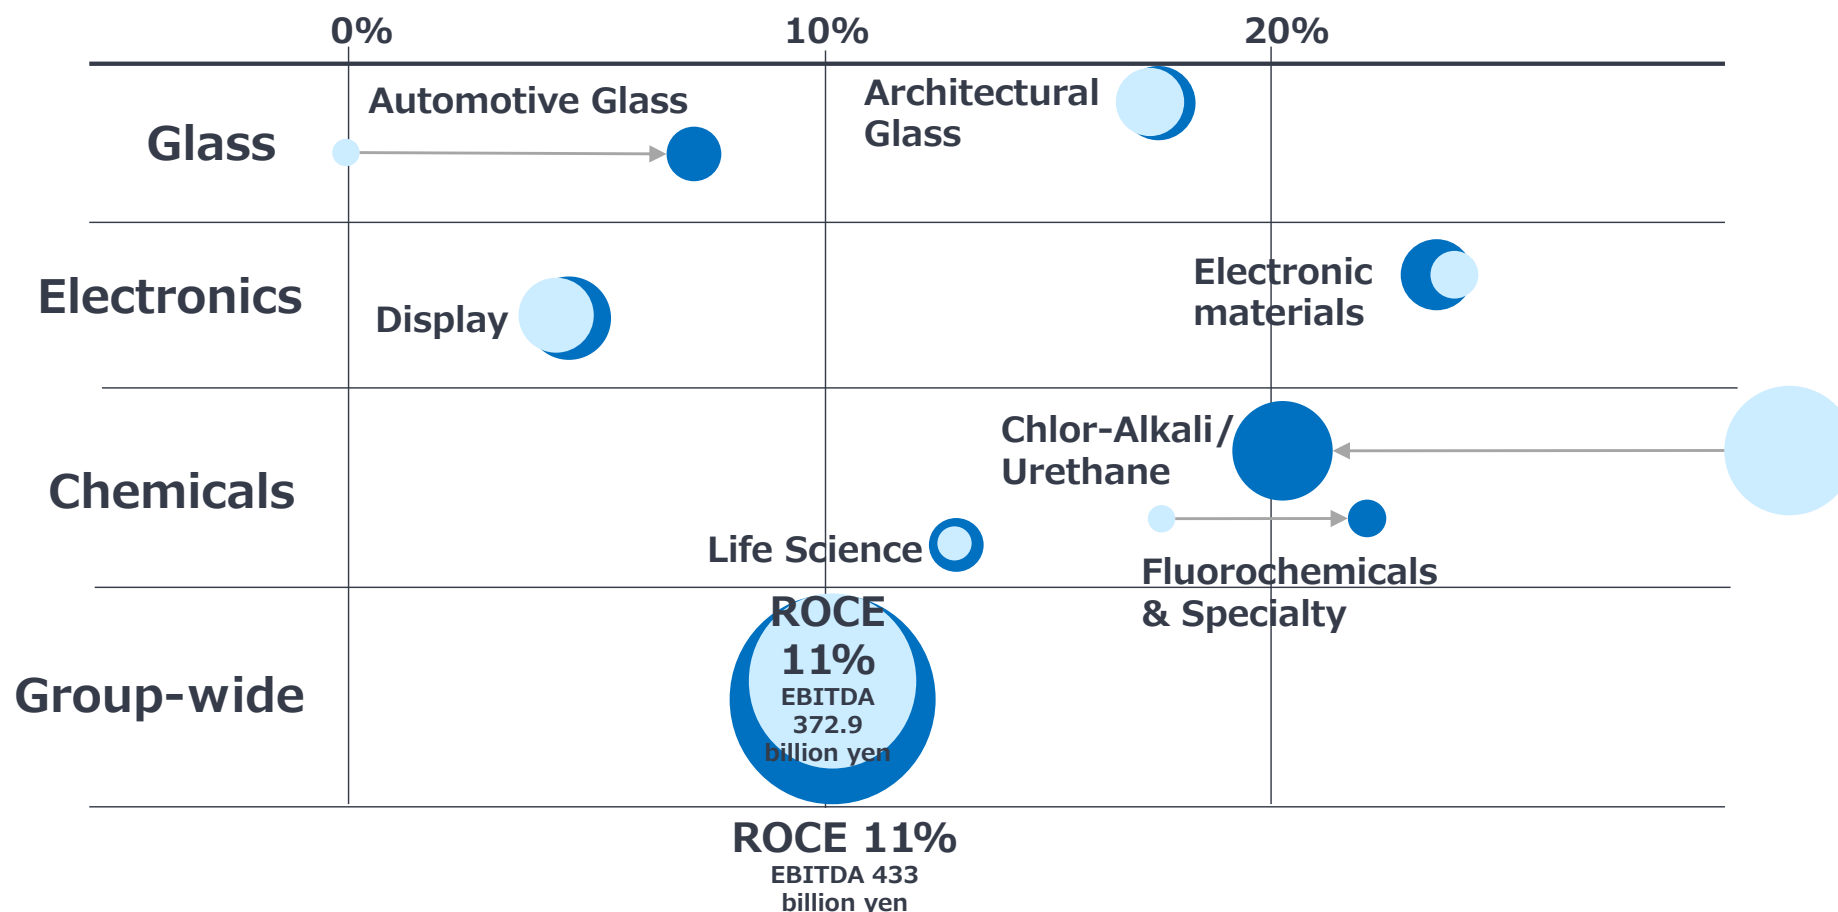 0%
10%
20%
Automotive Glass
Architectural
Glass
Glass
Electronics
Display
Electronic
materials
Chemicals
Chlor-Alkali/
Urethane
Life Science
Fluorochemicals
& Specialty
Group-wide
ROCE
11%
EBITDA
372.9
billion yen
ROCE 11%
EBITDA 433
billion yen